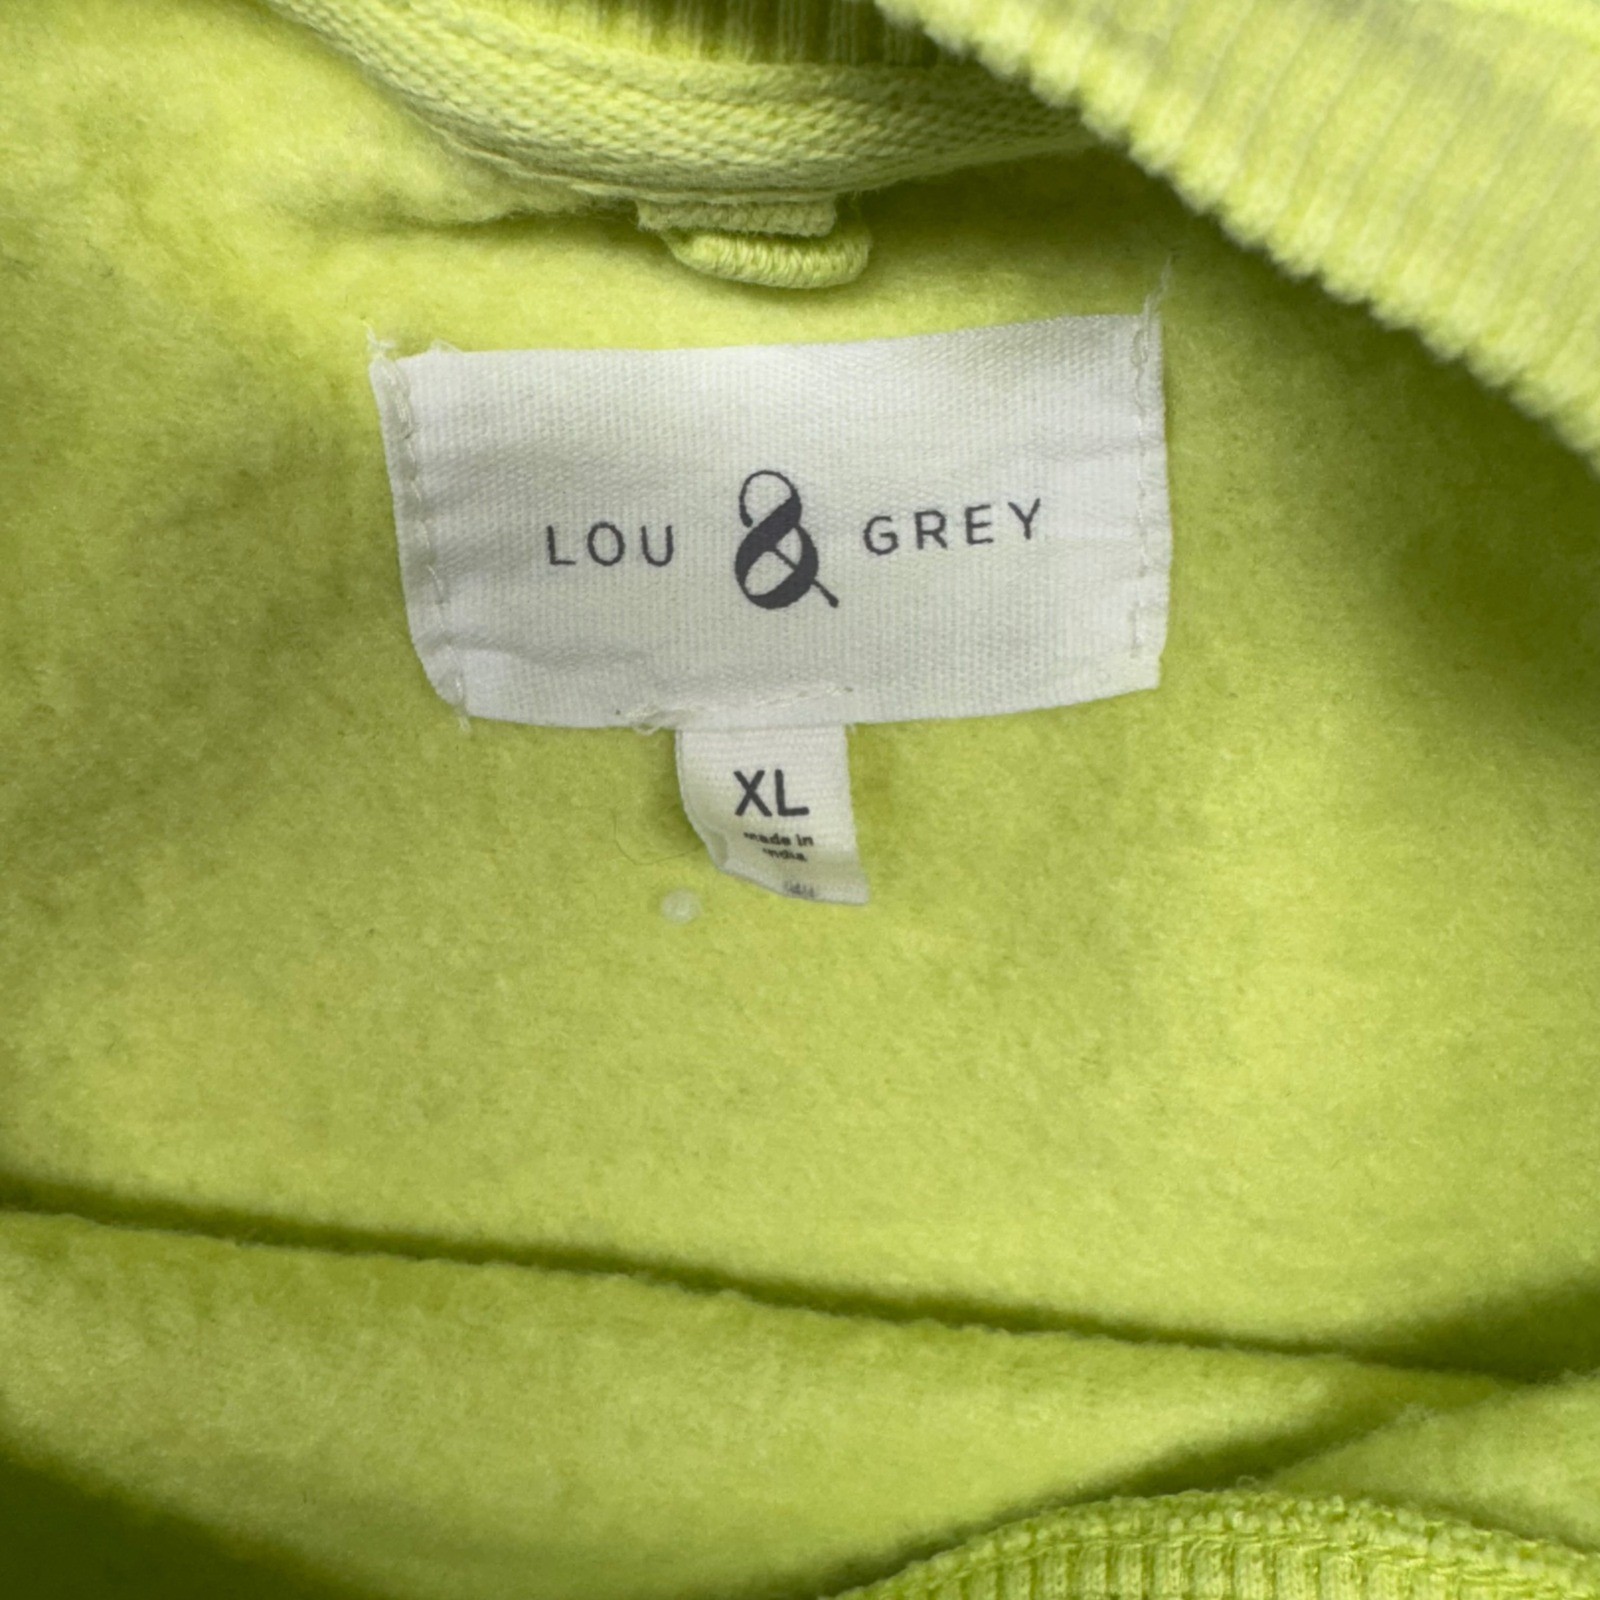 LOU & GREY
XL
made in
india